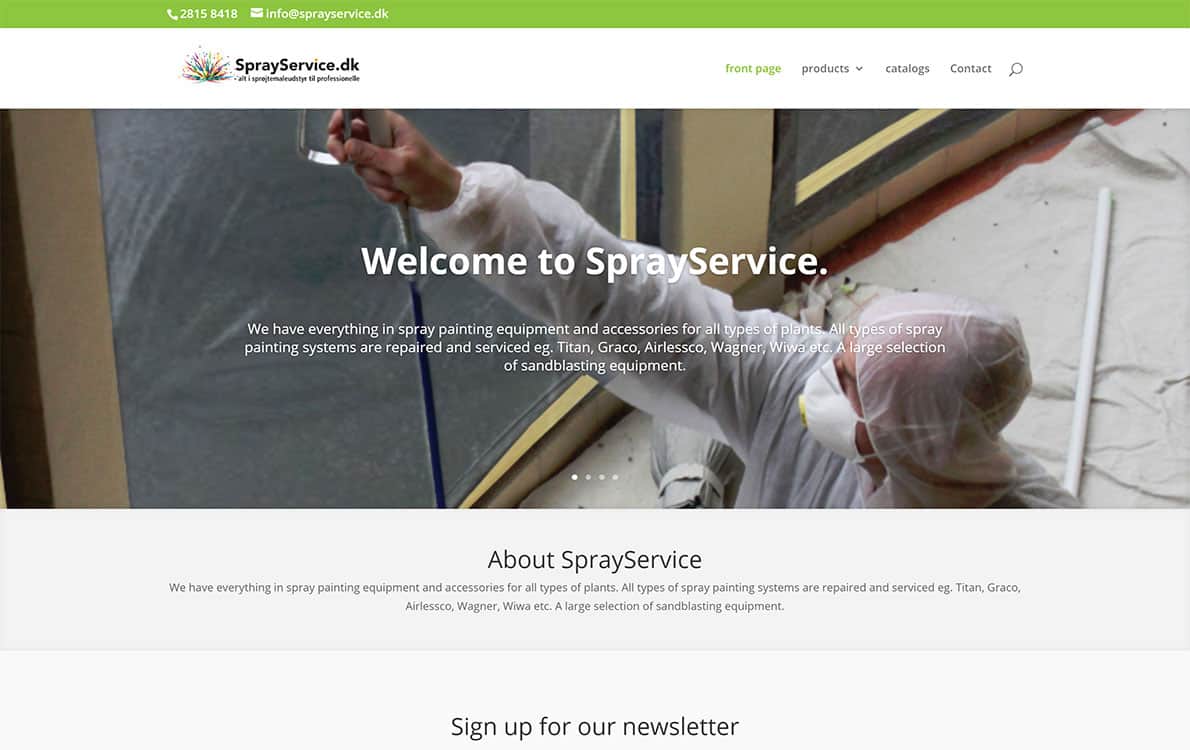 2815 8418 info@sprayservice.dk
SprayService.dk
- alt i sprøjtemaleudstyr til professionelle
front page products catalogs Contact
Welcome to SprayService.
We have everything in spray painting equipment and accessories for all types of plants. All types of spray
painting systems are repaired and serviced eg. Titan, Graco, Airlessco, Wagner, Wiwa etc. A large selection
of sandblasting equipment.
About SprayService
We have everything in spray painting equipment and accessories for all types of plants. All types of spray painting systems are repaired and serviced eg. Titan, Graco,
Airlessco, Wagner, Wiwa etc. A large selection of sandblasting equipment.
Sign up for our newsletter